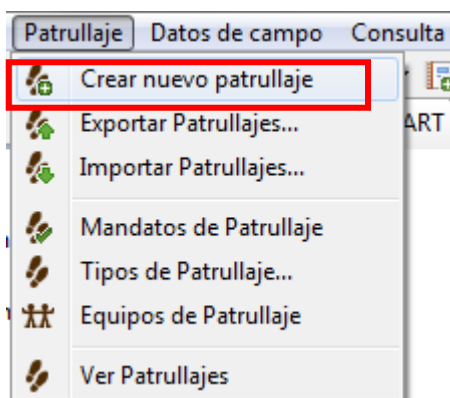 Patrullaje Datos de campo Consulta
Crear nuevo patrullaje
Exportar Patrullajes... ART
Importar Patrullajes...
Mandatos de Patrullaje
Tipos de Patrullaje...
Equipos de Patrullaje
Ver Patrullajes